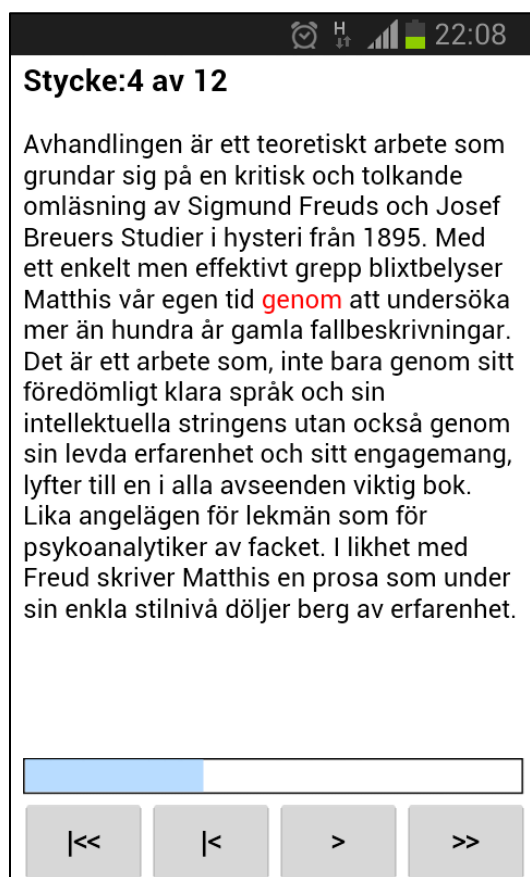 H 22:08
Stycke:4 av 12
Avhandlingen är ett teoretiskt arbete som
grundar sig på en kritisk och tolkande
omläsning av Sigmund Freuds och Josef
Breuers Studier i hysteri från 1895. Med
ett enkelt men effektivt grepp blixtbelyser
Matthis vår egen tid genom att undersöka
mer än hundra år gamla fallbeskrivningar.
Det är ett arbete som, inte bara genom sitt
föredömligt klara språk och sin
intellektuella stringens utan också genom
sin levda erfarenhet och sitt engagemang,
lyfter till en i alla avseenden viktig bok.
Lika angelägen för lekmän som för
psykoanalytiker av facket. I likhet med
Freud skriver Matthis en prosa som under
sin enkla stilnivå döljer berg av erfarenhet.
|<< |< > >>